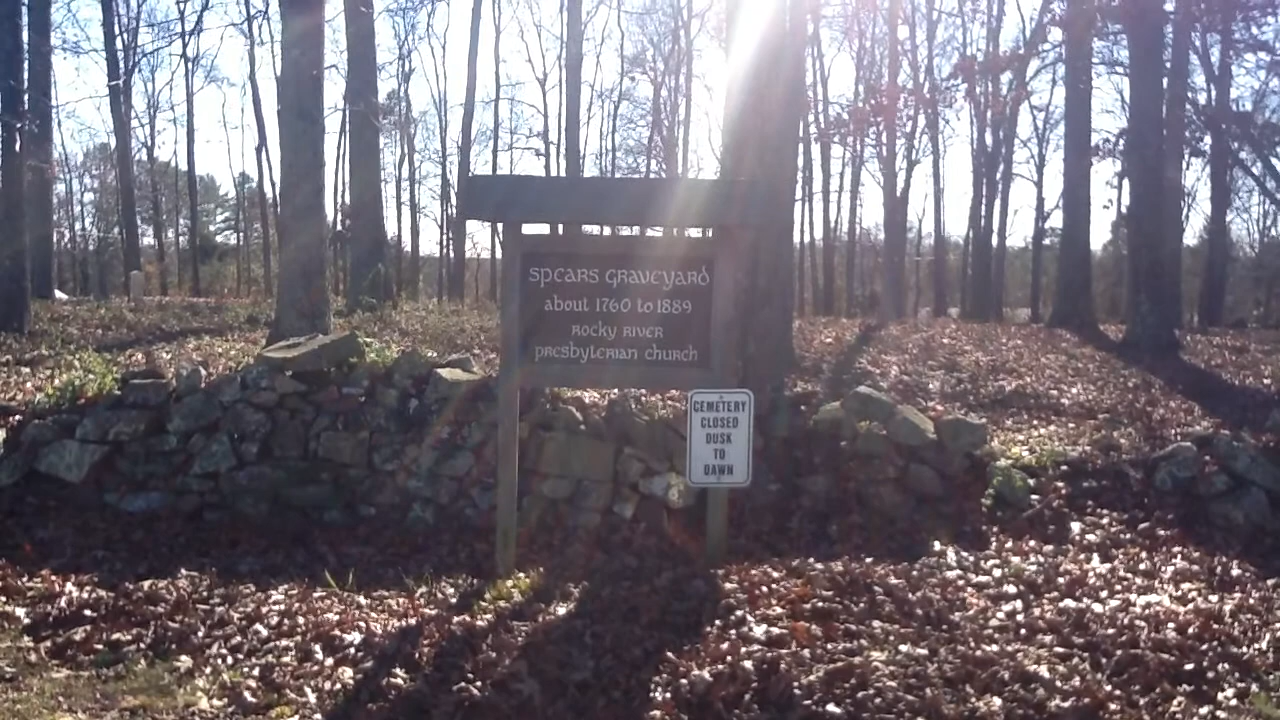 Spears Graveyard
about 1760 to 1889
Rocky River
Presbyterian Church
CEMETERY
CLOSED
DUSK
TO
DAWN